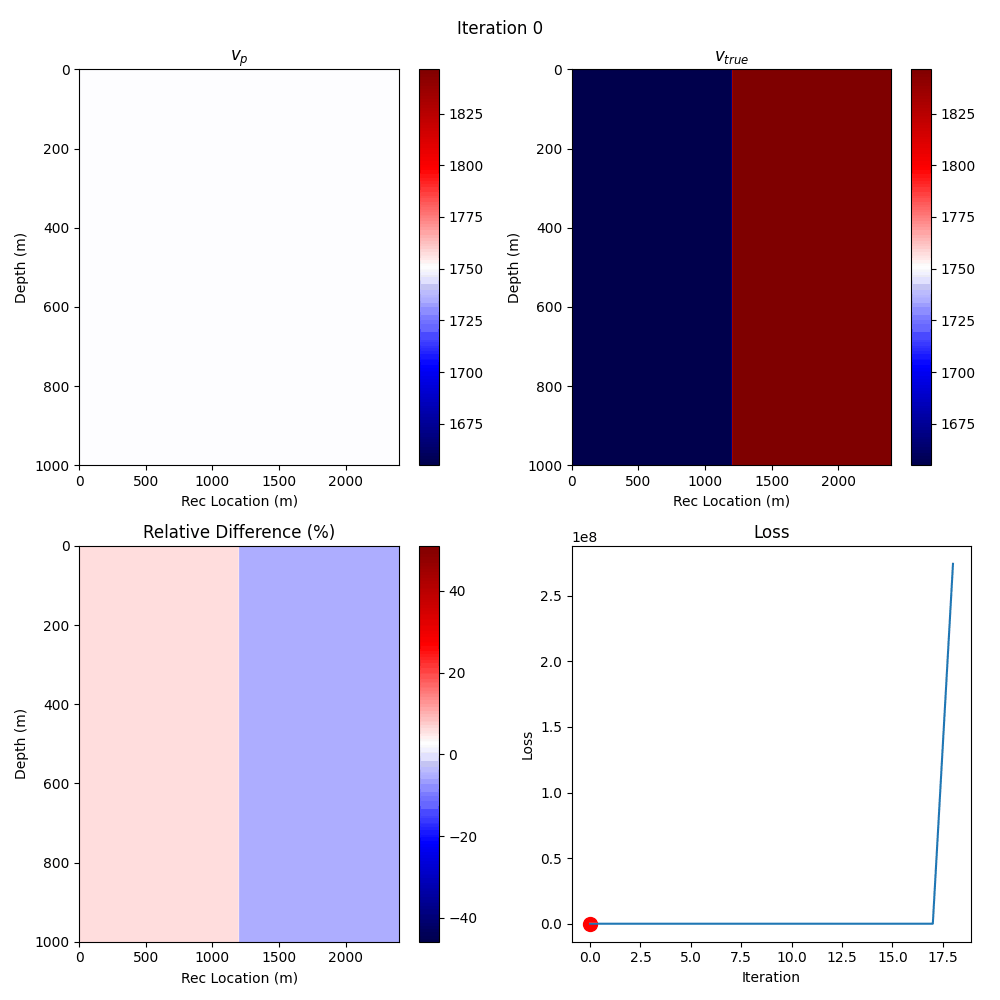 Iteration 0
v_p
0
200
400
600
800
1000
Depth (m)
0 500 1000 1500 2000
Rec Location (m)
1825
1800
1775
1750
1725
1700
1675
v_true
0
200
400
600
800
1000
Depth (m)
0 500 1000 1500 2000
Rec Location (m)
1825
1800
1775
1750
1725
1700
1675
Relative Difference (%)
0
200
400
600
800
1000
Depth (m)
0 500 1000 1500 2000
Rec Location (m)
40
20
0
−20
−40
Loss
1e8
2.5
2.0
1.5
1.0
0.5
0.0
Loss
0.0 2.5 5.0 7.5 10.0 12.5 15.0 17.5
Iteration